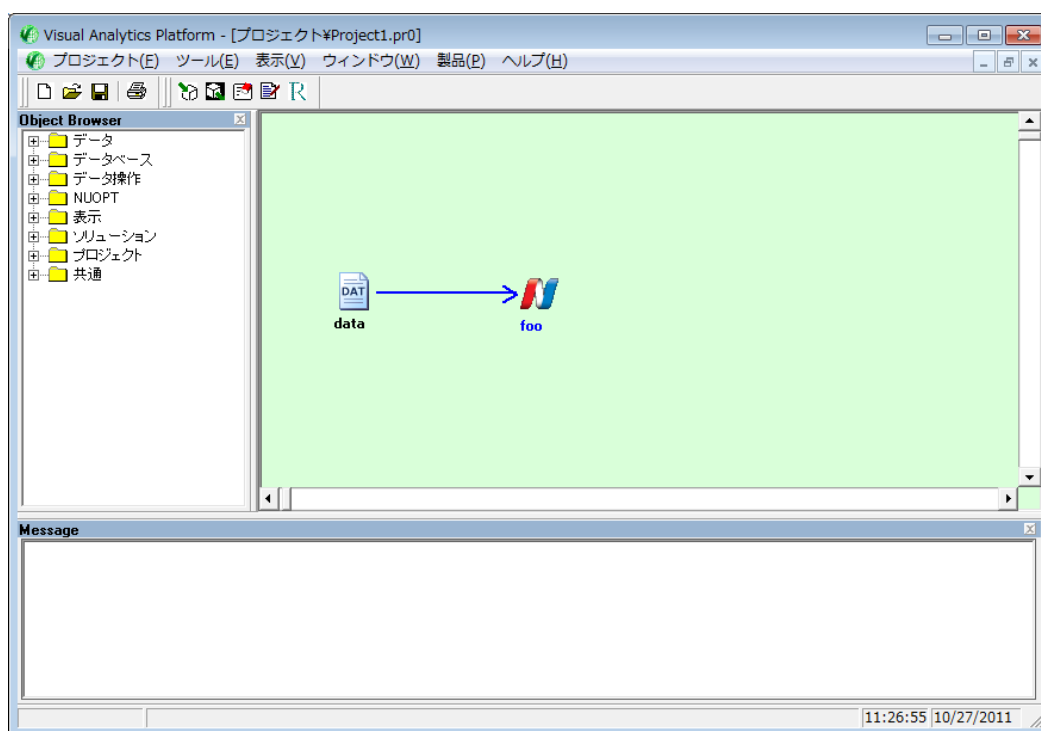 Visual Analytics Platform - [プロジェクト¥Project1.pr0]
プロジェクト(F) ツール(E) 表示(V) ウィンドウ(W) 製品(P) ヘルプ(H)
R
Object Browser
データ
データベース
データ操作
NUOPT
表示
ソリューション
プロジェクト
共通
DAT
data
foo
Message
11:26:55 10/27/2011